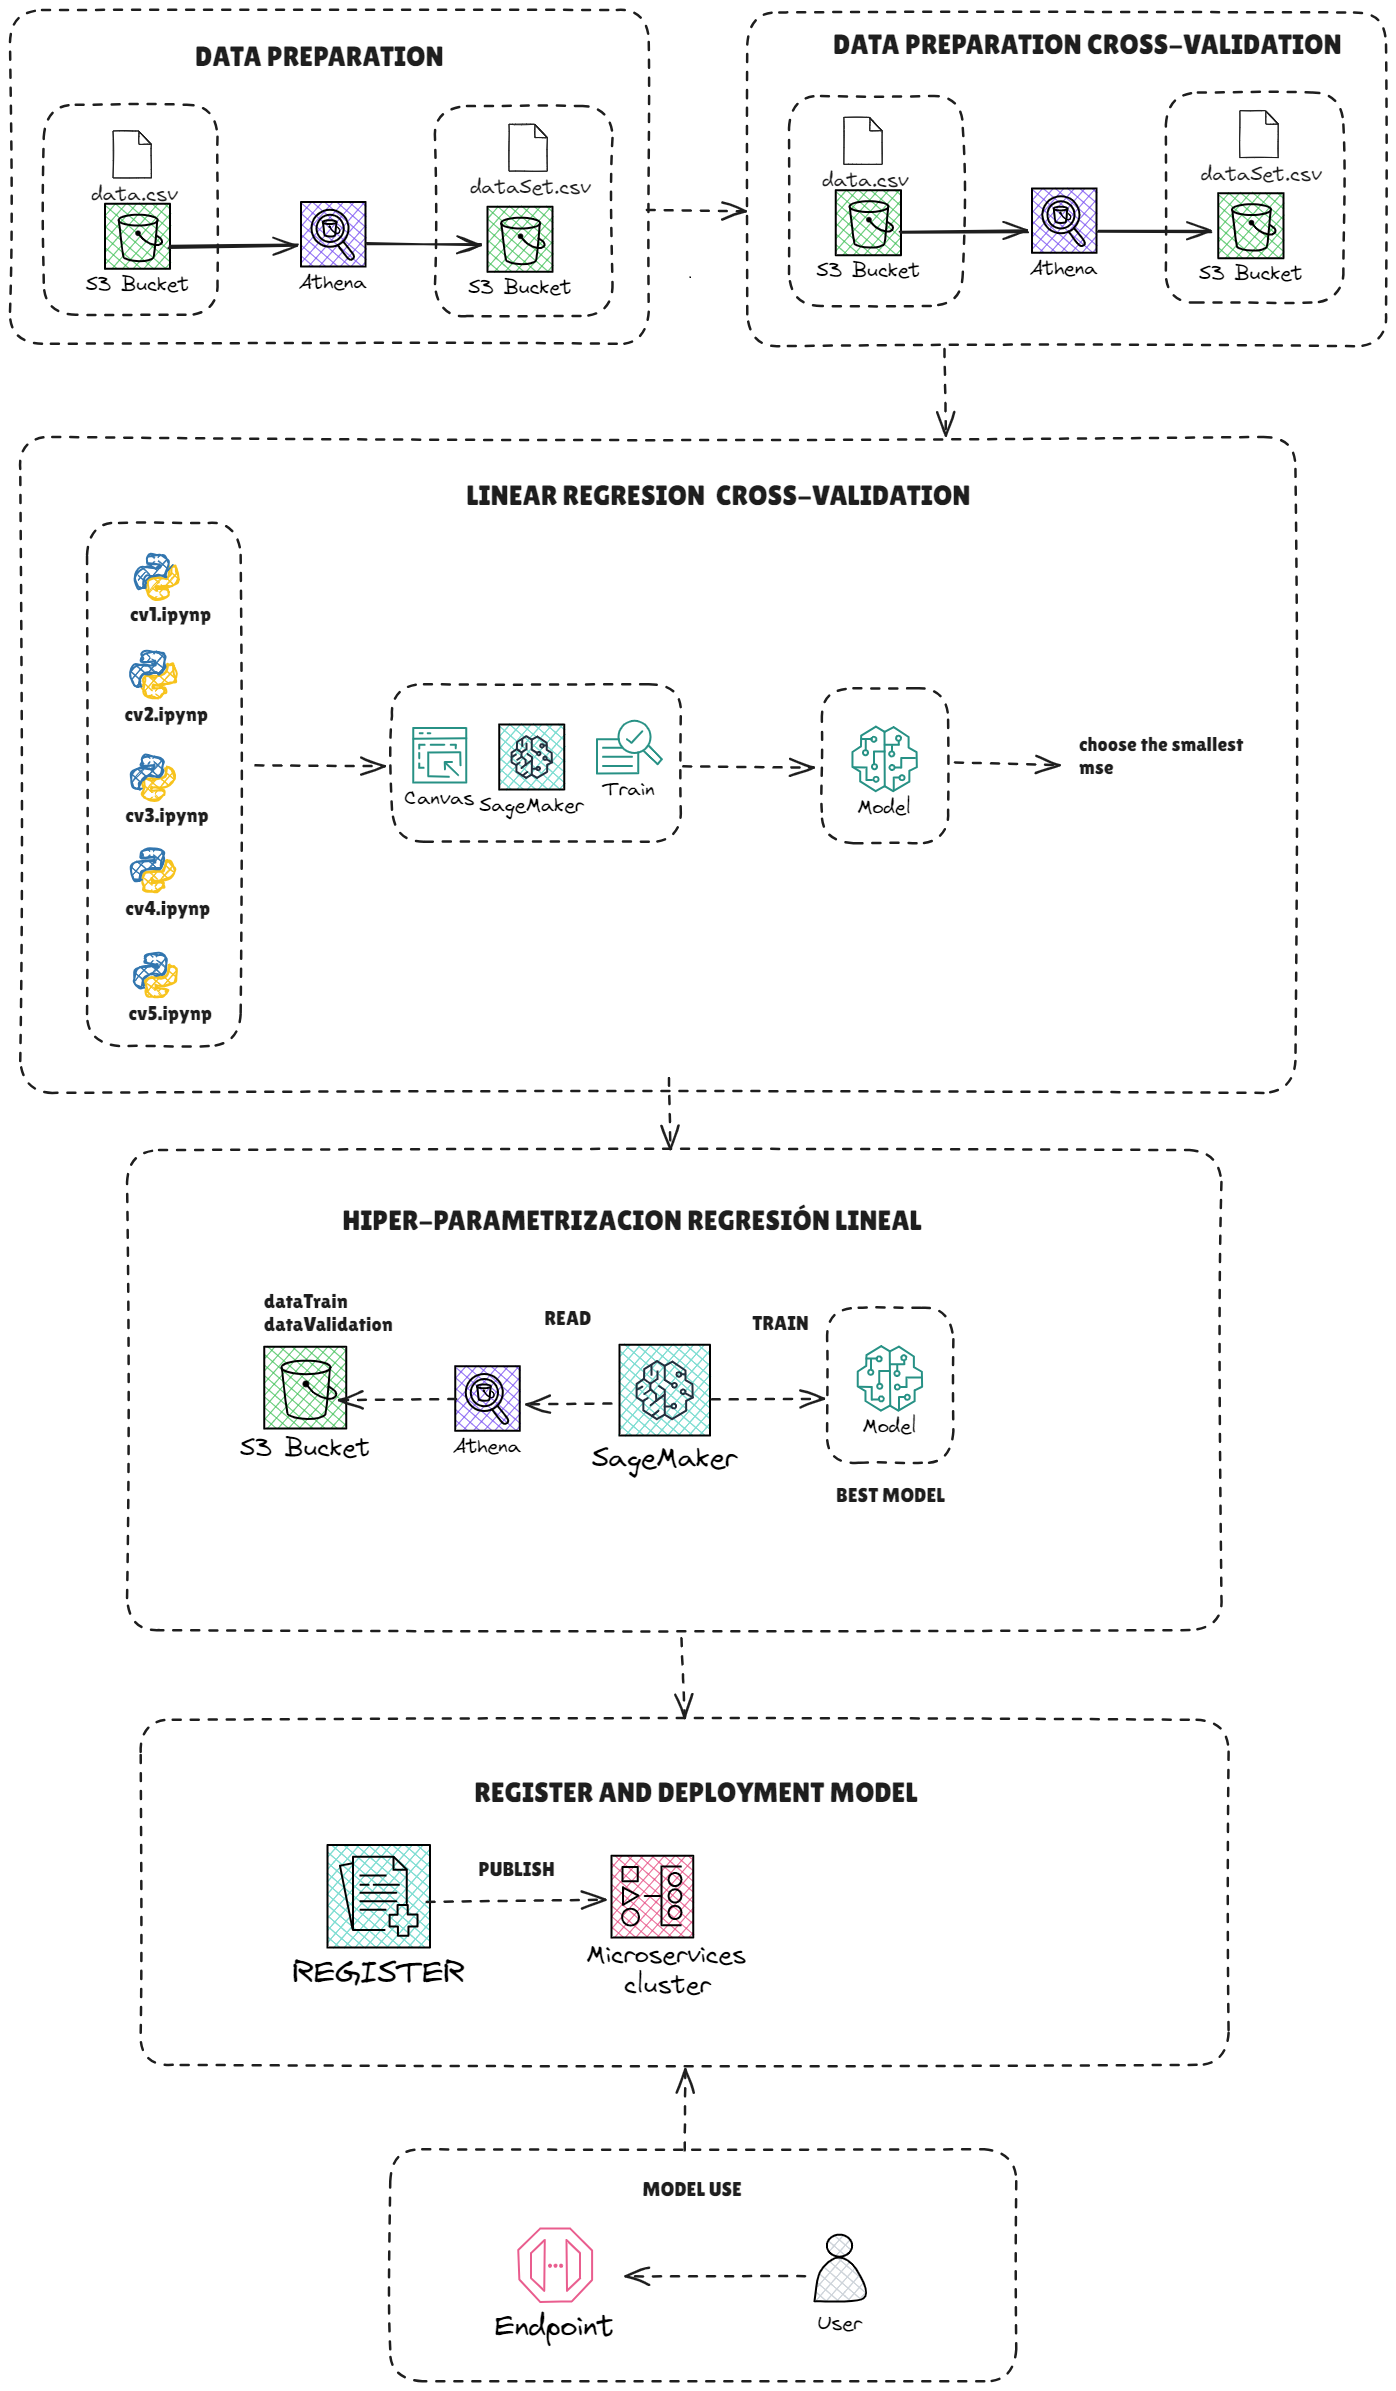 DATA PREPARATION
data.csv
S3 Bucket
Athena
dataSet.csv
S3 Bucket
DATA PREPARATION CROSS-VALIDATION
data.csv
S3 Bucket
Athena
dataSet.csv
S3 Bucket
LINEAR REGRESION CROSS-VALIDATION
cv1.ipynp
cv2.ipynp
cv3.ipynp
cv4.ipynp
cv5.ipynp
Canvas
SageMaker
Train
Model
choose the smallest
mse
HIPER-PARAMETRIZACION REGRESIÓN LINEAL
dataTrain
dataValidation
S3 Bucket
Athena
READ
SageMaker
TRAIN
Model
BEST MODEL
REGISTER AND DEPLOYMENT MODEL
REGISTER
PUBLISH
Microservices
cluster
MODEL USE
Endpoint
User